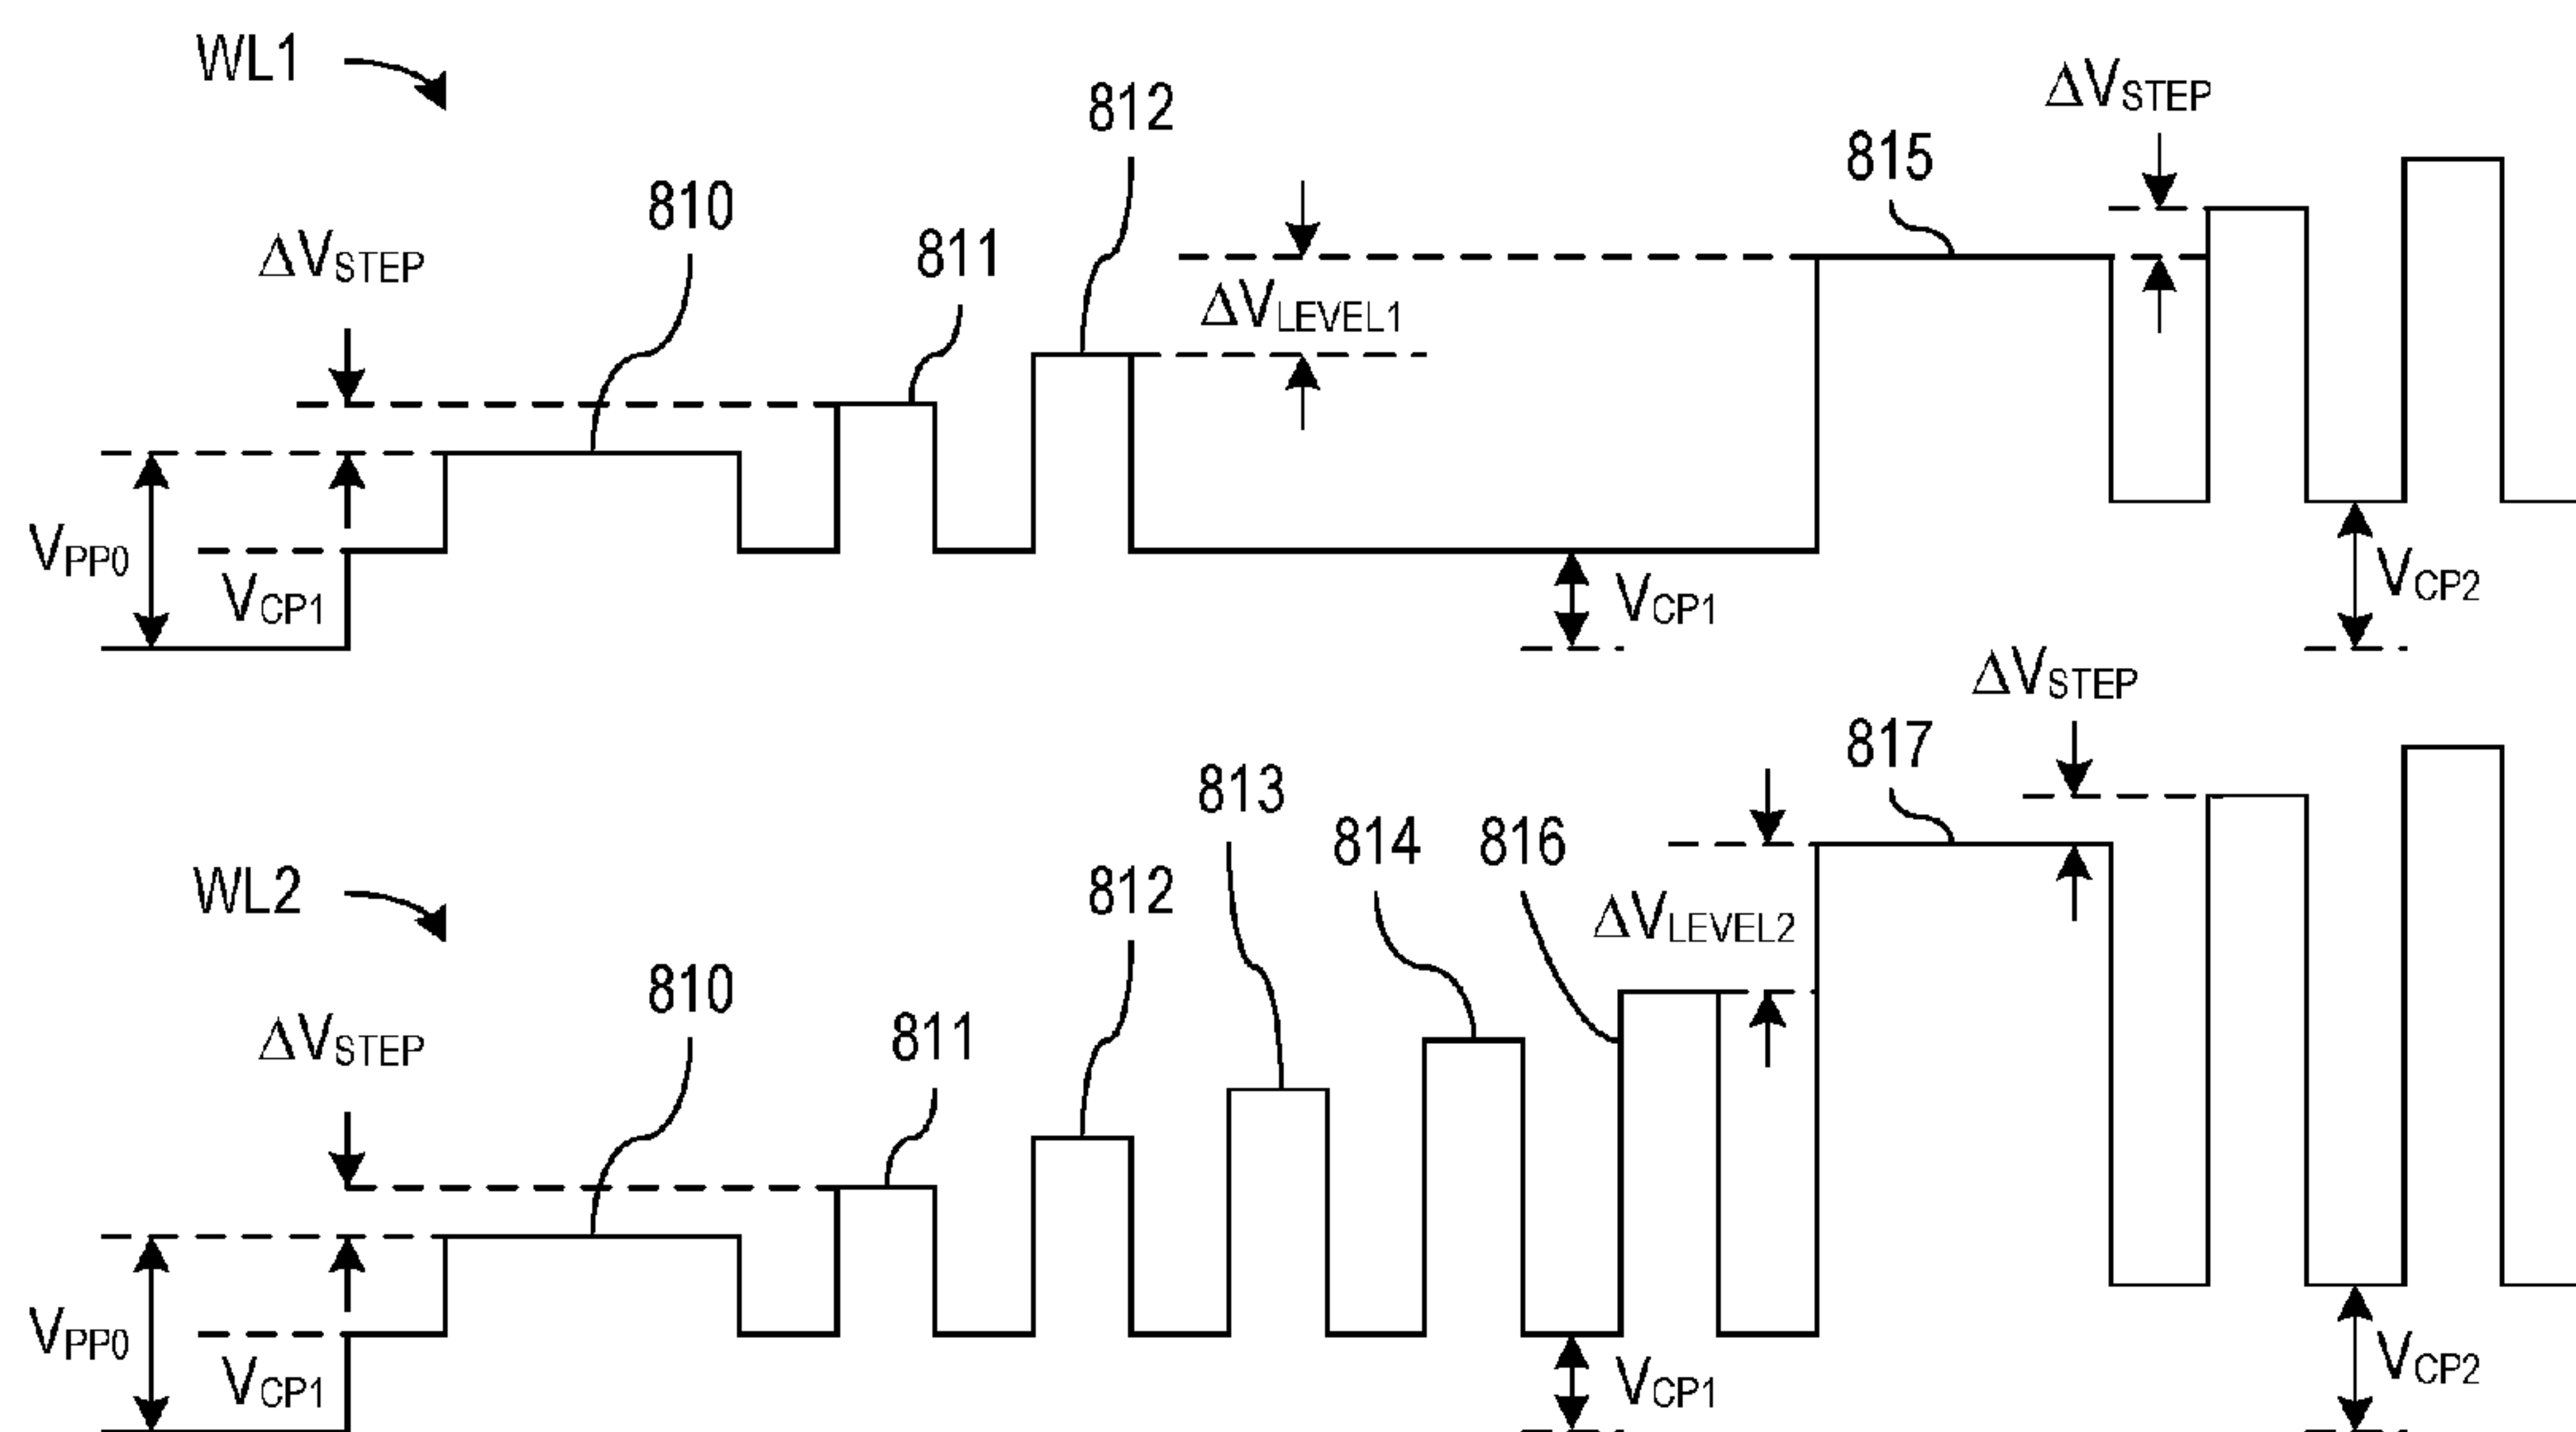 WL1
ΔVSTEP
812
815
810
811
ΔVSTEP
ΔVLEVEL1
VPP0
VCP1
VCP1
VCP2
ΔVSTEP
817
813
814
816
812
WL2
ΔVLEVEL2
810
811
ΔVSTEP
VPP0
VCP1
VCP1
VCP2